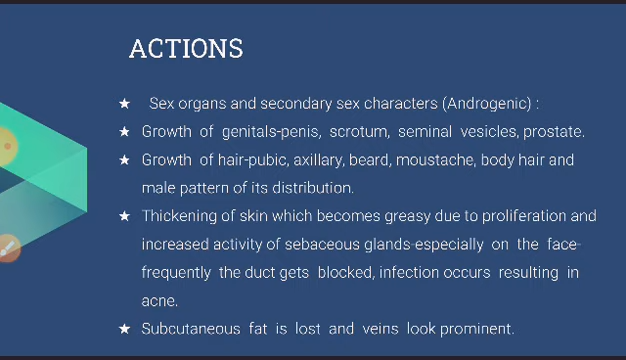 ACTIONS
★ Sex organs and secondary sex characters (Androgenic) :
★ Growth of genitals-penis, scrotum, seminal vesicles, prostate.
★ Growth of hair-pubic, axillary, beard, moustache, body hair and
male pattern of its distribution.
★ Thickening of skin which becomes greasy due to proliferation and
increased activity of sebaceous glands-especially on the face-
frequently the duct gets blocked, infection occurs resulting in
acne.
★ Subcutaneous fat is lost and veins look prominent.